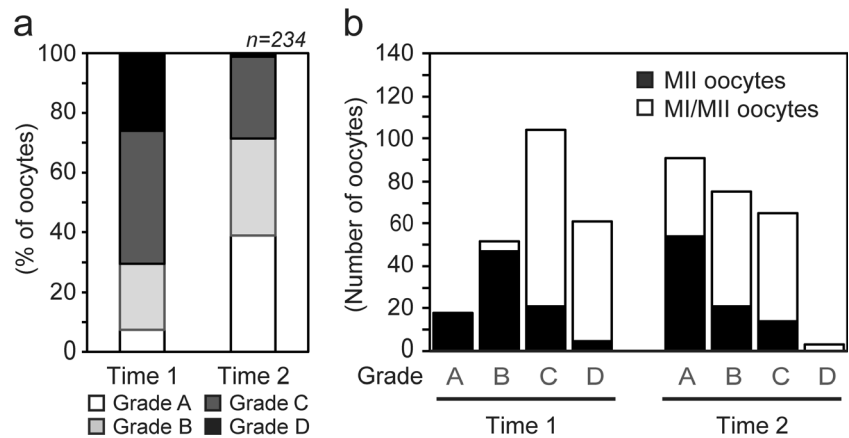 a
n=234
100
80
60
40
20
0
(% of oocytes)
Time 1 Time 2
Grade A Grade C
Grade B Grade D
b
140
120
100
80
60
40
20
0
(Number of oocytes)
MII oocytes
MI/MII oocytes
Grade A B C D A B C D
Time 1 Time 2